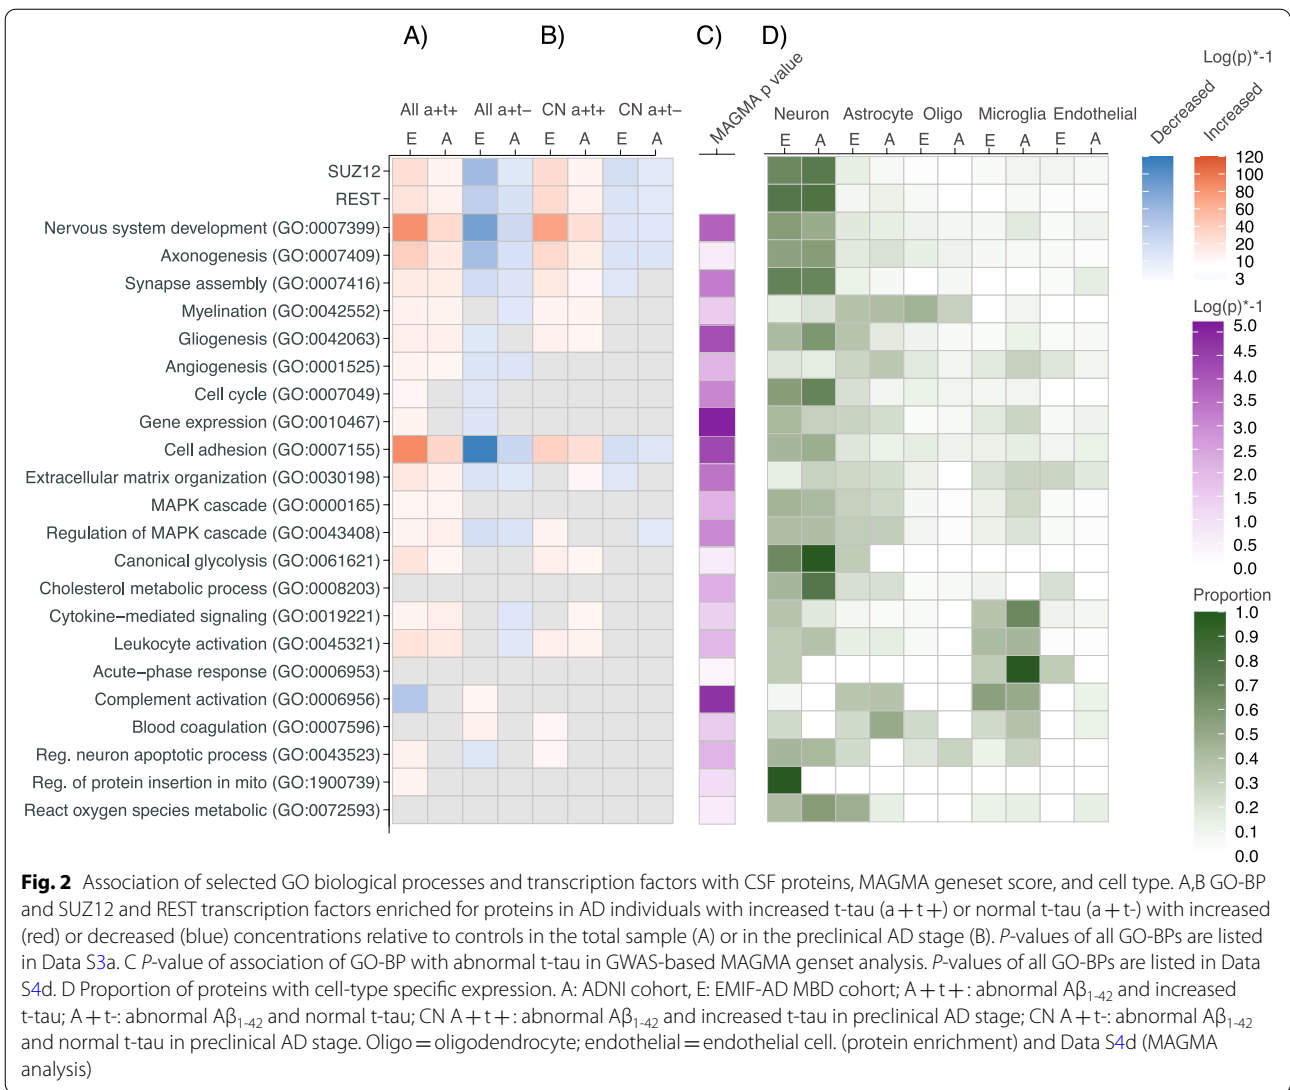 A) B) C) D)
Log(p)*-1
MAGMA p value
Decreased Increased
All a+t+ All a+t− CN a+t+ CN a+t−
Neuron Astrocyte Oligo Microglia Endothelial
E A E A E A E A
E A E A E A E A E A
SUZ12
REST
Nervous system development (GO:0007399)
Axonogenesis (GO:0007409)
Synapse assembly (GO:0007416)
Myelination (GO:0042552)
Gliogenesis (GO:0042063)
Angiogenesis (GO:0001525)
Cell cycle (GO:0007049)
Gene expression (GO:0010467)
Cell adhesion (GO:0007155)
Extracellular matrix organization (GO:0030198)
MAPK cascade (GO:0000165)
Regulation of MAPK cascade (GO:0043408)
Canonical glycolysis (GO:0061621)
Cholesterol metabolic process (GO:0008203)
Cytokine−mediated signaling (GO:0019221)
Leukocyte activation (GO:0045321)
Acute−phase response (GO:0006953)
Complement activation (GO:0006956)
Blood coagulation (GO:0007596)
Reg. neuron apoptotic process (GO:0043523)
Reg. of protein insertion in mito (GO:1900739)
React oxygen species metabolic (GO:0072593)
120
100
80
60
40
20
10
3
Log(p)*-1
5.0
4.5
4.0
3.5
3.0
2.5
2.0
1.5
1.0
0.5
0.0
Proportion
1.0
0.9
0.8
0.7
0.6
0.5
0.4
0.3
0.2
0.1
0.0
Fig. 2 Association of selected GO biological processes and transcription factors with CSF proteins, MAGMA geneset score, and cell type. A,B GO-BP
and SUZ12 and REST transcription factors enriched for proteins in AD individuals with increased t-tau (a+t+) or normal t-tau (a+t-) with increased
(red) or decreased (blue) concentrations relative to controls in the total sample (A) or in the preclinical AD stage (B). P-values of all GO-BPs are listed
in Data S3a. C P-value of association of GO-BP with abnormal t-tau in GWAS-based MAGMA genset analysis. P-values of all GO-BPs are listed in Data
S4d. D Proportion of proteins with cell-type specific expression. A: ADNI cohort, E: EMIF-AD MBD cohort; A+t+: abnormal Aβ1-42 and increased
t-tau; A+t-: abnormal Aβ1-42 and normal t-tau; CN A+t+: abnormal Aβ1-42 and increased t-tau in preclinical AD stage; CN A+t-: abnormal Aβ1-42
and normal t-tau in preclinical AD stage. Oligo=oligodendrocyte; endothelial=endothelial cell. (protein enrichment) and Data S4d (MAGMA
analysis)